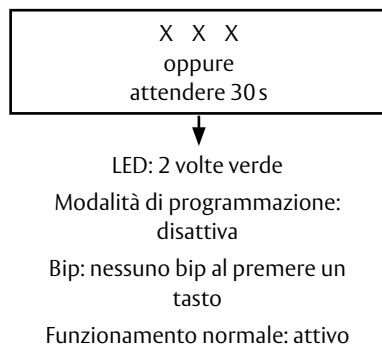 X X X
oppure
attendere 30 s
LED: 2 volte verde
Modalità di programmazione:
disattiva
Bip: nessuno bip al premere un
tasto
Funzionamento normale: attivo